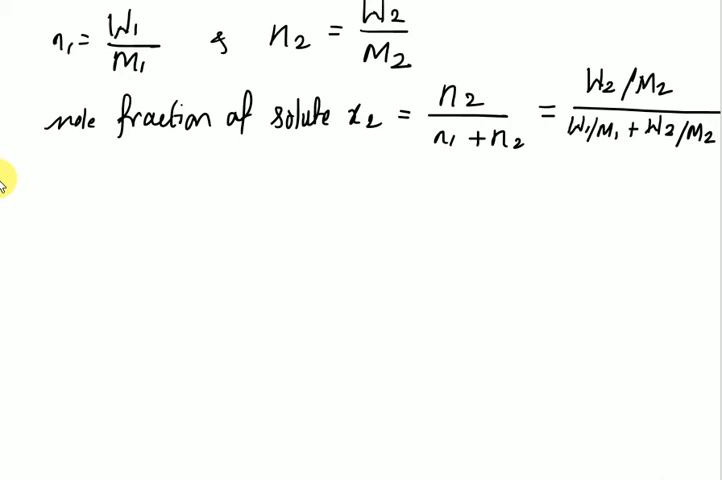 n₁ = W₁/M₁ & n₂ = W₂/M₂
mole fraction of solute x₂ = n₂/(n₁ + n₂) = (W₂/M₂)/(W₁/M₁ + W₂/M₂)